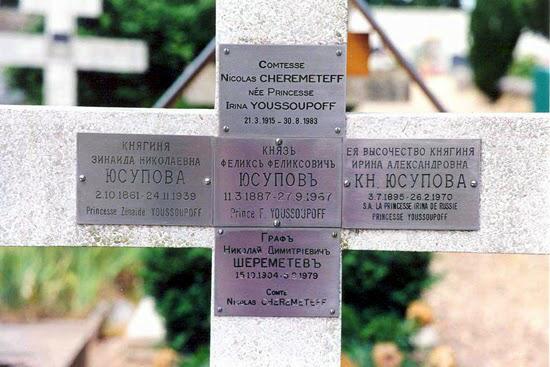 COMTESSE
NICOLAS CHEREMETEFF
NÉE PRINCESSE
IRINA YOUSSOUPOFF
21.3.1915 - 30.8.1983
КНЯГИНЯ
ЗИНАИДА НИКОЛАЕВНА
ЮСУПОВА
2.10.1861-24.11.1939
Princesse Zénaïde YOUSSOUPOFF
КНЯЗЬ
ФЕЛИКСЪ ФЕЛИКСОВИЧЪ
ЮСУПОВЪ
11.3.1887-27.9.1967
Prince F. YOUSSOUPOFF
ЕЯ ВЫСОЧЕСТВО КНЯГИНЯ
ИРИНА АЛЕКСАНДРОВНА
КН. ЮСУПОВА
3.7.1895-26.2.1970
S.A. LA PRINCESSE IRINA DE RUSSIE
PRINCESSE YOUSSOUPOFF
ГРАФЪ
НИКОЛАЙ ДИМИТРІЕВИЧЪ
ШЕРЕМЕТЕВЪ
COMTE
NICOLAS CHEREMETEFF